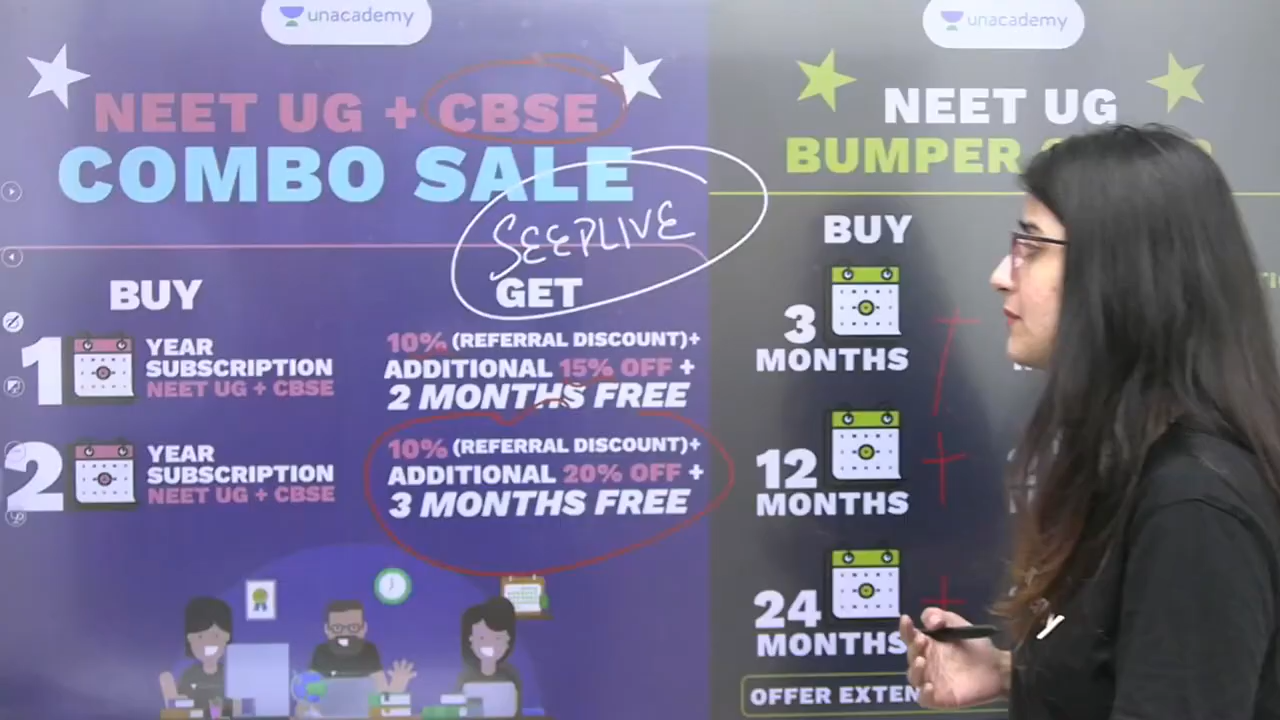 unacademy
NEET UG + CBSE
COMBO SALE
SEEPLIVE
BUY
GET
1 YEAR
SUBSCRIPTION
NEET UG + CBSE
10% (REFERRAL DISCOUNT)+
ADDITIONAL 15% OFF +
2 MONTHS FREE
2 YEAR
SUBSCRIPTION
NEET UG + CBSE
10% (REFERRAL DISCOUNT)+
ADDITIONAL 20% OFF +
3 MONTHS FREE
unacademy
NEET UG
BUMPER
BUY
3
MONTHS
+
12
MONTHS
+
24
MONTHS
+
OFFER